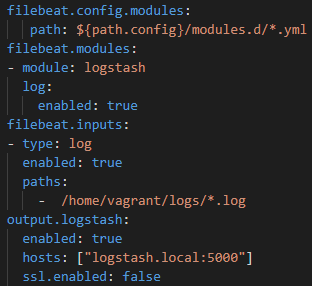 filebeat.config.modules:
   path: ${path.config}/modules.d/*.yml
filebeat.modules:
- module: logstash
  log:
    enabled: true
filebeat.inputs:
- type: log
  enabled: true
  paths:
    -  /home/vagrant/logs/*.log
output.logstash:
  enabled: true
  hosts: ["logstash.local:5000"]
  ssl.enabled: false